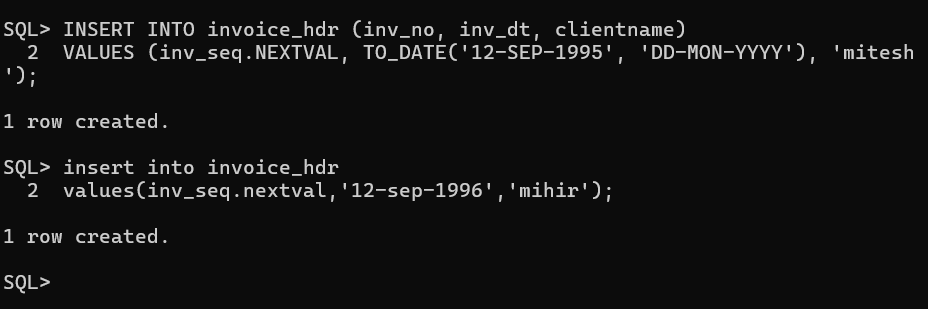 SQL> INSERT INTO invoice_hdr (inv_no, inv_dt, clientname)
  2  VALUES (inv_seq.NEXTVAL, TO_DATE('12-SEP-1995', 'DD-MON-YYYY'), 'mitesh
');
1 row created.
SQL> insert into invoice_hdr
  2  values(inv_seq.nextval,'12-sep-1996','mihir');
1 row created.
SQL>